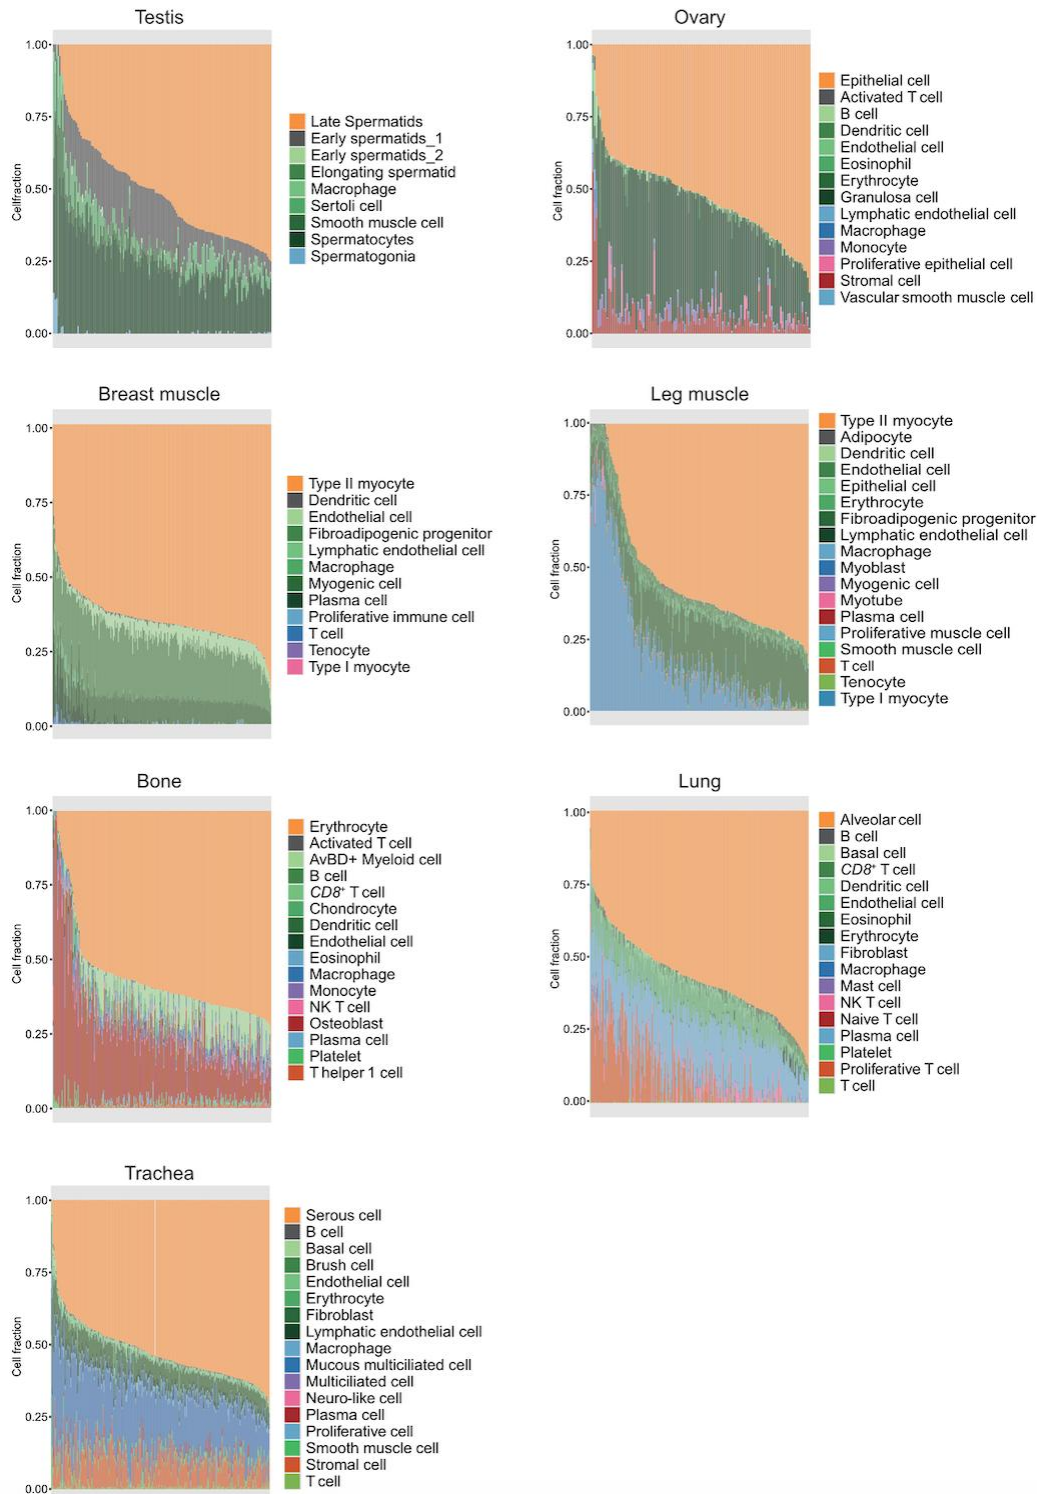 Testis
Cellfraction
1.00
0.75
0.50
0.25
0.00
Late Spermatids
Early spermatids_1
Early spermatids_2
Elongating spermatid
Macrophage
Sertoli cell
Smooth muscle cell
Spermatocytes
Spermatogonia
Ovary
Cell fraction
1.00
0.75
0.50
0.25
0.00
Epithelial cell
Activated T cell
B cell
Dendritic cell
Endothelial cell
Eosinophil
Erythrocyte
Granulosa cell
Lymphatic endothelial cell
Macrophage
Monocyte
Proliferative epithelial cell
Stromal cell
Vascular smooth muscle cell
Breast muscle
Cell fraction
1.00
0.75
0.50
0.25
0.00
Type II myocyte
Dendritic cell
Endothelial cell
Fibroadipogenic progenitor
Lymphatic endothelial cell
Macrophage
Myogenic cell
Plasma cell
Proliferative immune cell
T cell
Tenocyte
Type I myocyte
Leg muscle
Cell fraction
1.00
0.75
0.50
0.25
0.00
Type II myocyte
Adipocyte
Dendritic cell
Endothelial cell
Epithelial cell
Erythrocyte
Fibroadipogenic progenitor
Lymphatic endothelial cell
Macrophage
Myoblast
Myogenic cell
Myotube
Plasma cell
Proliferative muscle cell
Smooth muscle cell
T cell
Tenocyte
Type I myocyte
Bone
Cell fraction
1.00
0.75
0.50
0.25
0.00
Erythrocyte
Activated T cell
AvBD+ Myeloid cell
B cell
CD8⁺ T cell
Chondrocyte
Dendritic cell
Endothelial cell
Eosinophil
Macrophage
Monocyte
NK T cell
Osteoblast
Plasma cell
Platelet
T helper 1 cell
Lung
Cell fraction
1.00
0.75
0.50
0.25
0.00
Alveolar cell
B cell
Basal cell
CD8⁺ T cell
Dendritic cell
Endothelial cell
Eosinophil
Erythrocyte
Fibroblast
Macrophage
Mast cell
NK T cell
Naive T cell
Plasma cell
Platelet
Proliferative T cell
T cell
Trachea
Cell fraction
1.00
0.75
0.50
0.25
0.00
Serous cell
B cell
Basal cell
Brush cell
Endothelial cell
Erythrocyte
Fibroblast
Lymphatic endothelial cell
Macrophage
Mucous multiciliated cell
Multiciliated cell
Neuro-like cell
Plasma cell
Proliferative cell
Smooth muscle cell
Stromal cell
T cell